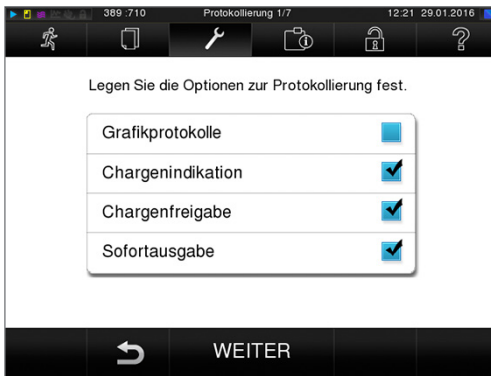 389 :710 Protokollierung 1/7 12:21 29.01.2016
Legen Sie die Optionen zur Protokollierung fest.
Grafikprotokolle
Chargenindikation
Chargenfreigabe
Sofortausgabe
WEITER